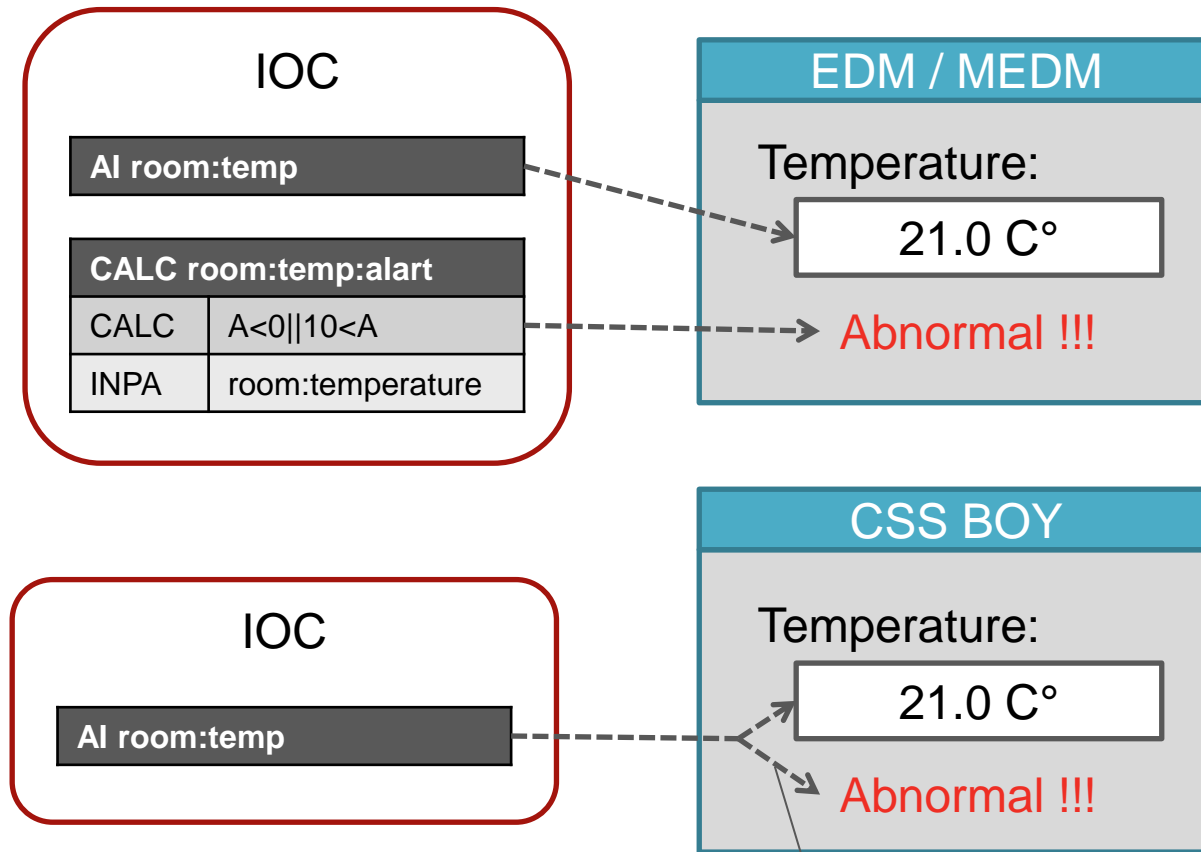 IOC
AI room:temp
CALC room:temp:alart
CALC A<0||10<A
INPA room:temperature
EDM / MEDM
Temperature:
21.0 C°
Abnormal !!!
IOC
AI room:temp
CSS BOY
Temperature:
21.0 C°
Abnormal !!!